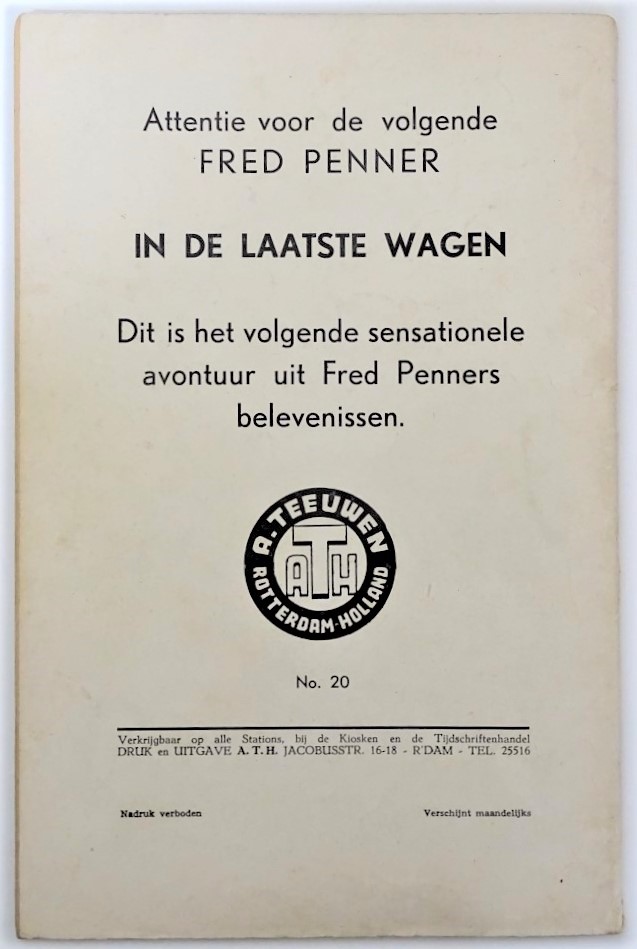 Attentie voor de volgende
FRED PENNER
IN DE LAATSTE WAGEN
Dit is het volgende sensationele
avontuur uit Fred Penners
belevenissen.
A. TEEUWEN
ATH
ROTTERDAM-HOLLAND
No. 20
Verkrijgbaar op alle Stations, bij de Kiosken en de Tijdschriftenhandel
DRUK en UITGAVE A. T. H. JACOBUSSTR. 16-18 - R'DAM - TEL. 25516
Nadruk verboden
Verschijnt maandelijks